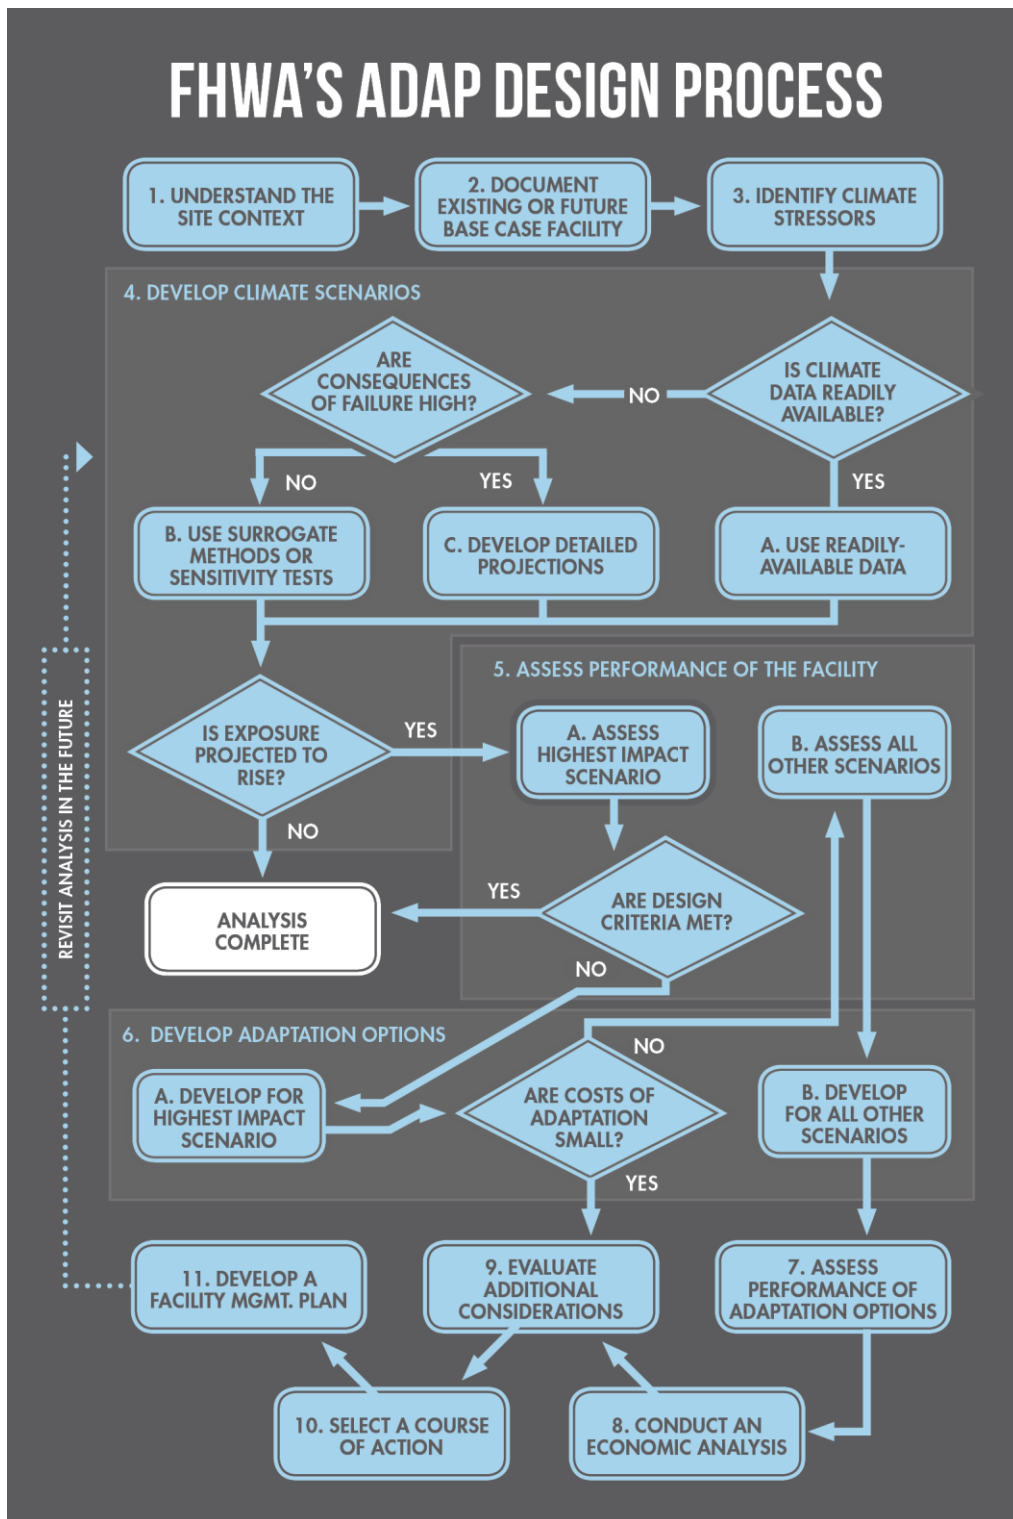 FHWA'S ADAP DESIGN PROCESS
1. UNDERSTAND THE
SITE CONTEXT
2. DOCUMENT
EXISTING OR FUTURE
BASE CASE FACILITY
3. IDENTIFY CLIMATE
STRESSORS
4. DEVELOP CLIMATE SCENARIOS
ARE
CONSEQUENCES
OF FAILURE HIGH?
NO
IS CLIMATE
DATA READILY
AVAILABLE?
NO
YES
YES
B. USE SURROGATE
METHODS OR
SENSITIVITY TESTS
C. DEVELOP DETAILED
PROJECTIONS
A. USE READILY-
AVAILABLE DATA
5. ASSESS PERFORMANCE OF THE FACILITY
IS EXPOSURE
PROJECTED TO
RISE?
YES
A. ASSESS
HIGHEST IMPACT
SCENARIO
B. ASSESS ALL
OTHER SCENARIOS
NO
REVISIT ANALYSIS IN THE FUTURE
ANALYSIS
COMPLETE
YES
ARE DESIGN
CRITERIA MET?
NO
6. DEVELOP ADAPTATION OPTIONS
NO
A. DEVELOP FOR
HIGHEST IMPACT
SCENARIO
ARE COSTS OF
ADAPTATION
SMALL?
B. DEVELOP
FOR ALL OTHER
SCENARIOS
YES
11. DEVELOP A
FACILITY MGMT. PLAN
9. EVALUATE
ADDITIONAL
CONSIDERATIONS
7. ASSESS
PERFORMANCE OF
ADAPTATION OPTIONS
10. SELECT A COURSE
OF ACTION
8. CONDUCT AN
ECONOMIC ANALYSIS